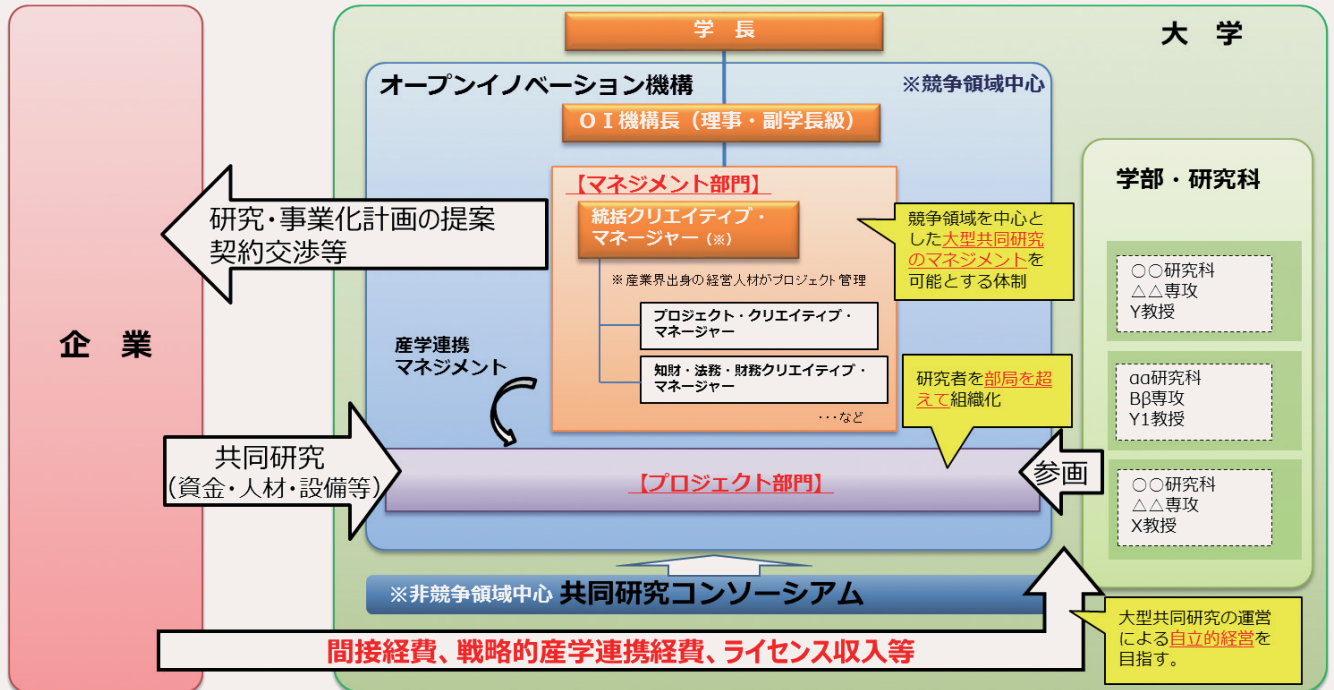 学 長
大 学
オープンイノベーション機構
※競争領域中心
OI機構長（理事・副学長級）
【マネジメント部門】
統括クリエイティブ・
マネージャー（※）
※産業界出身の経営人材がプロジェクト管理
プロジェクト・クリエイティブ・
マネージャー
知財・法務・財務クリエイティブ・
マネージャー
･･･など
競争領域を中心と
した大型共同研究
のマネジメントを
可能とする体制
研究者を部局を超
えて組織化
学部・研究科
○○研究科
△△専攻
Y教授
αα研究科
Ββ専攻
Y1教授
○○研究科
△△専攻
X教授
企 業
研究・事業化計画の提案
契約交渉等
産学連携
マネジメント
共同研究
（資金・人材・設備等）
【プロジェクト部門】
参画
※非競争領域中心 共同研究コンソーシアム
間接経費、戦略的産学連携経費、ライセンス収入等
大型共同研究の運営
による自立的経営を
目指す。